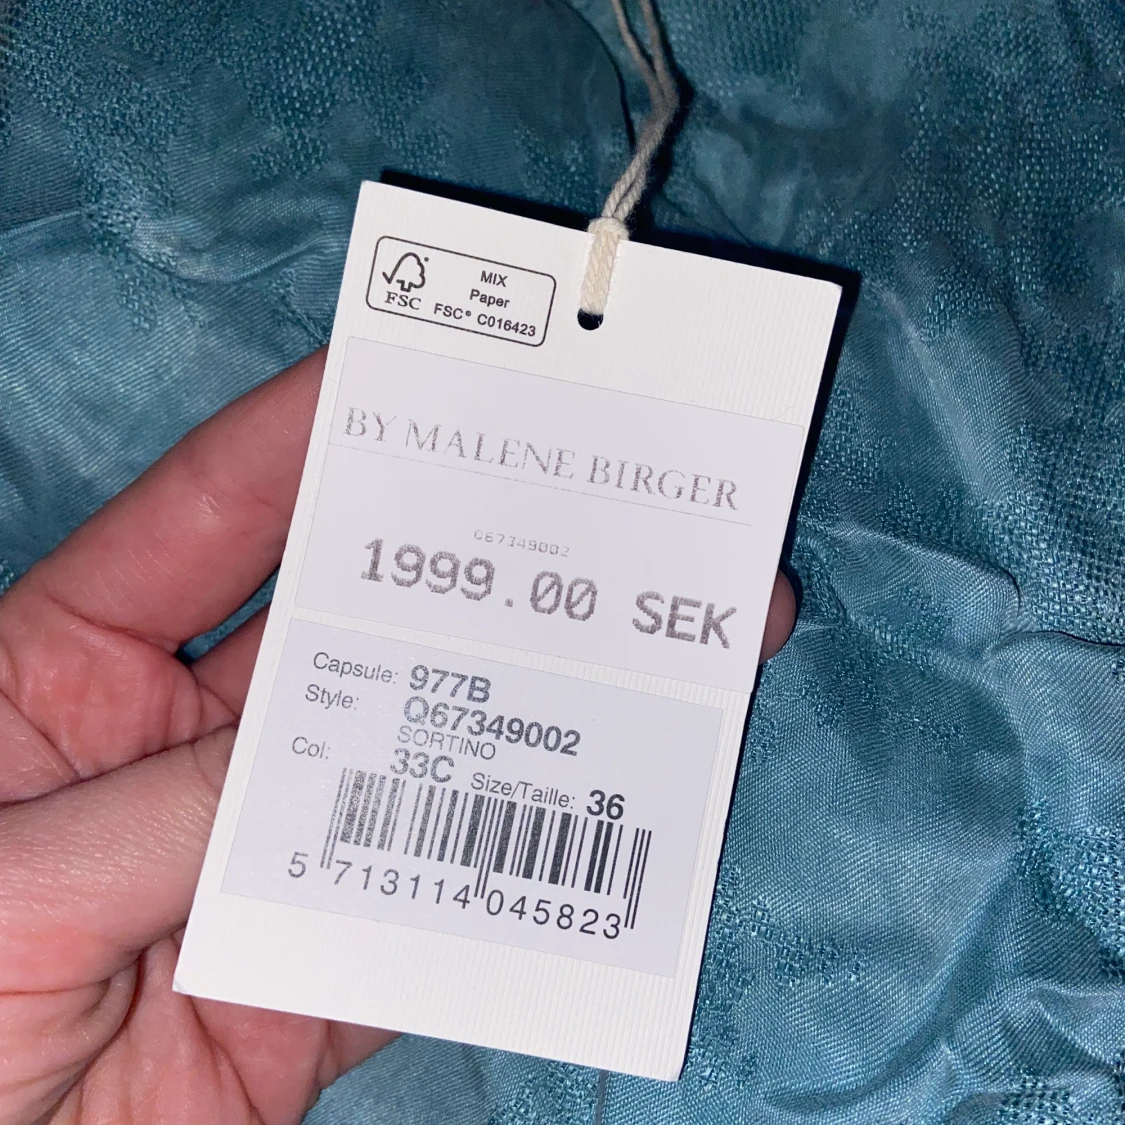 MIX
Paper
FSC FSC® C016423
BY MALENE BIRGER
Q67349002
1999.00 SEK
Capsule: 977B
Style: Q67349002
SORTINO
Col: 33C Size/Taille: 36
5 713114 045823